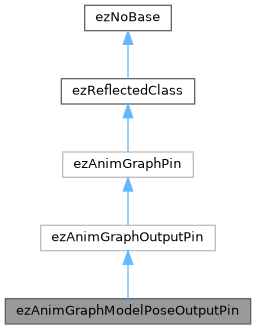 ezNoBase
ezReflectedClass
ezAnimGraphPin
ezAnimGraphOutputPin
ezAnimGraphModelPoseOutputPin